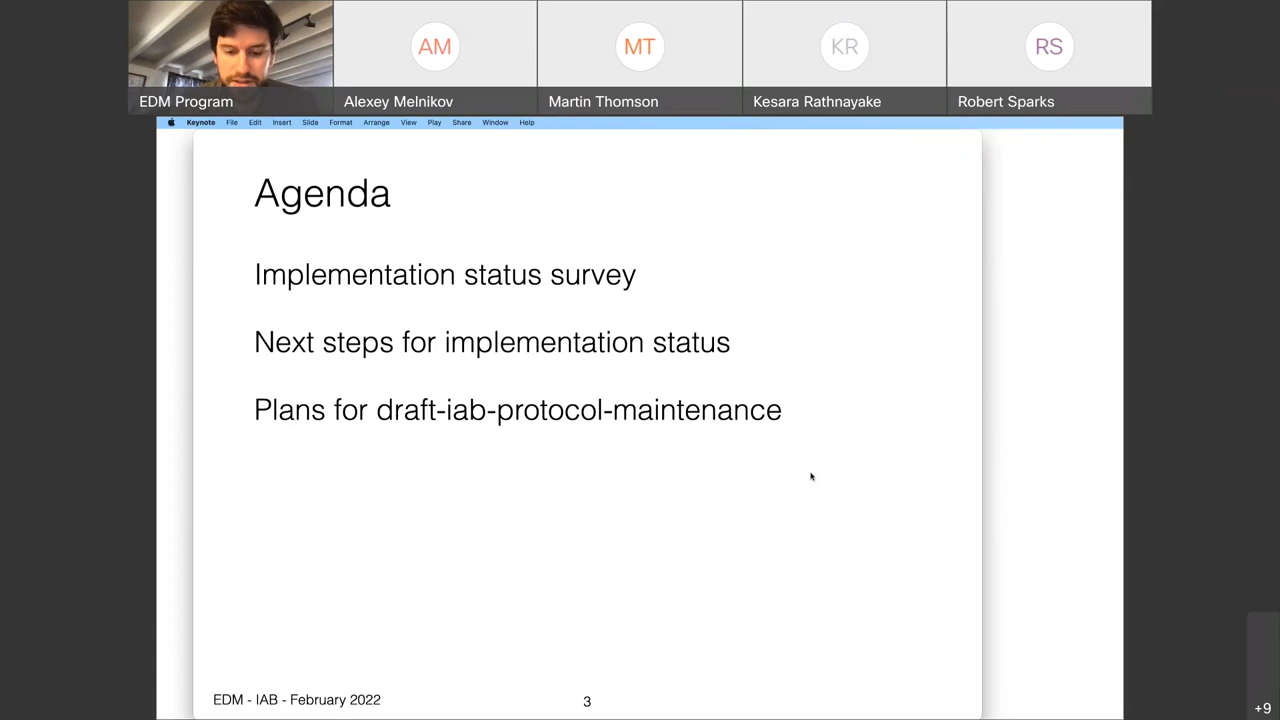 AM
MT
KR
RS
EDM Program
Alexey Melnikov
Martin Thomson
Kesara Rathnayake
Robert Sparks
Keynote File Edit Insert Slide Format Arrange View Play Share Window Help
Agenda
Implementation status survey
Next steps for implementation status
Plans for draft-iab-protocol-maintenance
EDM - IAB - February 2022
3
+9